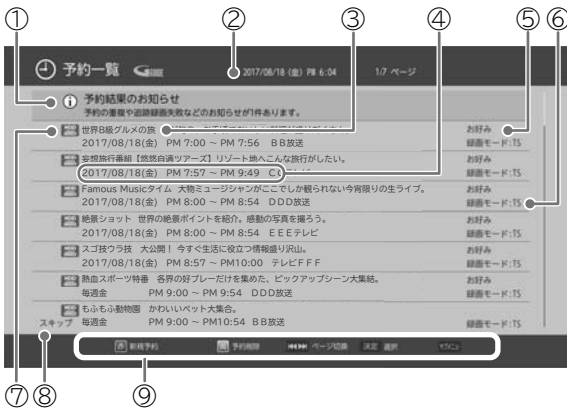 ① ② ③ ④ ⑤ ⑥
予約一覧 2017/08/18 (金) PM 6:04 1/7 ページ
予約結果のお知らせ
予約の重複や追跡録画失敗などのお知らせが1件あります。
世界B級グルメの旅 お好み
2017/08/18(金) PM 7:00 ~ PM 7:56 BB放送 録画モード:TS
妄想旅行番組【悠悠自適ツアーズ】リゾート地へこんな旅行がしたい。 お好み
2017/08/18(金) PM 7:57 ~ PM 9:49
Famous Musicタイム 大物ミュージシャンがここでしか観られない今宵限りの生ライブ。 お好み
2017/08/18(金) PM 8:00 ~ PM 8:54 DDD放送 録画モード:TS
絶景ショット 世界の絶景ポイントを紹介。感動の写真を撮ろう。 お好み
2017/08/18(金) PM 8:00 ~ PM 8:54 EEEテレビ 録画モード:TS
スゴ技ウラ技 大公開! 今すぐ生活に役立つ情報盛り沢山。 お好み
2017/08/18(金) PM 8:57 ~ PM10:00 テレビFFF 録画モード:TS
熱血スポーツ特番 各界の好プレーだけを集めた、ビックアップシーン大集結。 お好み
毎週金 PM 9:00 ~ PM 9:54 DDD放送 録画モード:TS
もふもふ動物園 かわいいペット大集合。 お好み
スキップ 毎週金 PM 9:00 ~ PM10:54 BB放送 録画モード:TS
新規予約 予約削除 ページ切換 決定 選択
⑦ ⑧ ⑨